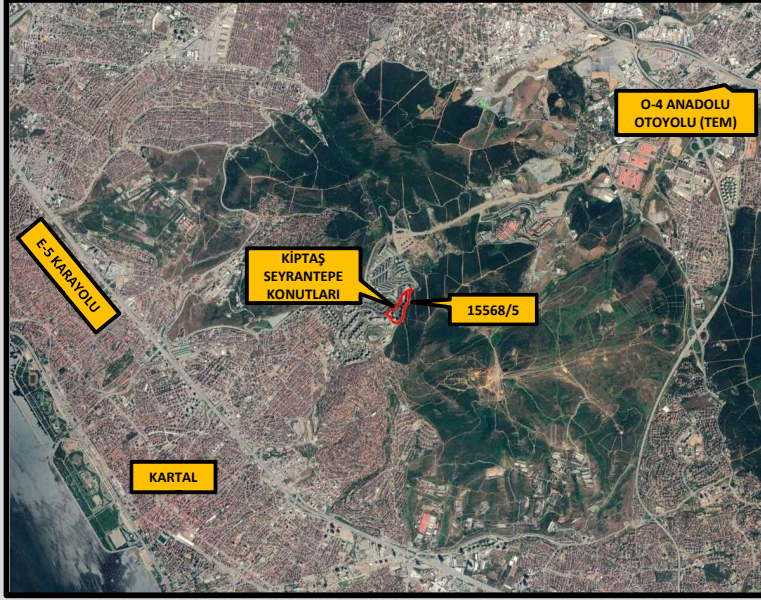 O-4 ANADOLU
OTOYOLU (TEM)
E-5 KARAYOLU
KİPTAŞ
SEYRANTEPE
KONUTLARI
15568/5
KARTAL